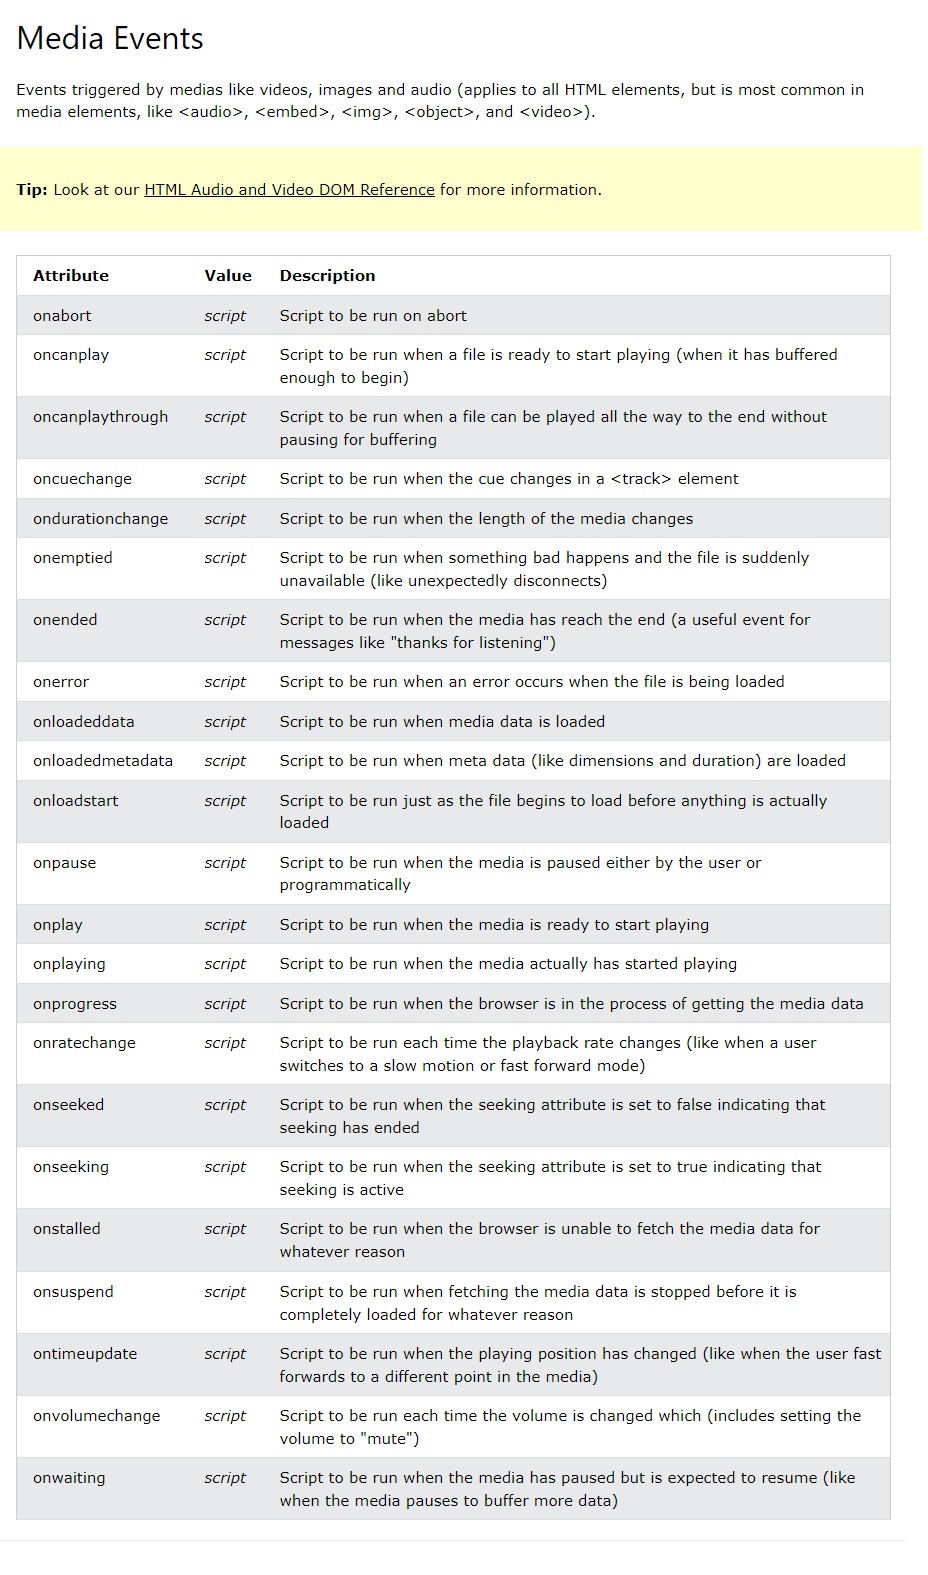 Media Events
Events triggered by medias like videos, images and audio (applies to all HTML elements, but is most common in
media elements, like <audio>, <embed>, <img>, <object>, and <video>).
Tip: Look at our HTML Audio and Video DOM Reference for more information.
Attribute Value Description
onabort script Script to be run on abort
oncanplay script Script to be run when a file is ready to start playing (when it has buffered
enough to begin)
oncanplaythrough script Script to be run when a file can be played all the way to the end without
pausing for buffering
oncuechange script Script to be run when the cue changes in a <track> element
ondurationchange script Script to be run when the length of the media changes
onemptied script Script to be run when something bad happens and the file is suddenly
unavailable (like unexpectedly disconnects)
onended script Script to be run when the media has reach the end (a useful event for
messages like "thanks for listening")
onerror script Script to be run when an error occurs when the file is being loaded
onloadeddata script Script to be run when media data is loaded
onloadedmetadata script Script to be run when meta data (like dimensions and duration) are loaded
onloadstart script Script to be run just as the file begins to load before anything is actually
loaded
onpause script Script to be run when the media is paused either by the user or
programmatically
onplay script Script to be run when the media is ready to start playing
onplaying script Script to be run when the media actually has started playing
onprogress script Script to be run when the browser is in the process of getting the media data
onratechange script Script to be run each time the playback rate changes (like when a user
switches to a slow motion or fast forward mode)
onseeked script Script to be run when the seeking attribute is set to false indicating that
seeking has ended
onseeking script Script to be run when the seeking attribute is set to true indicating that
seeking is active
onstalled script Script to be run when the browser is unable to fetch the media data for
whatever reason
onsuspend script Script to be run when fetching the media data is stopped before it is
completely loaded for whatever reason
ontimeupdate script Script to be run when the playing position has changed (like when the user fast
forwards to a different point in the media)
onvolumechange script Script to be run each time the volume is changed which (includes setting the
volume to "mute")
onwaiting script Script to be run when the media has paused but is expected to resume (like
when the media pauses to buffer more data)